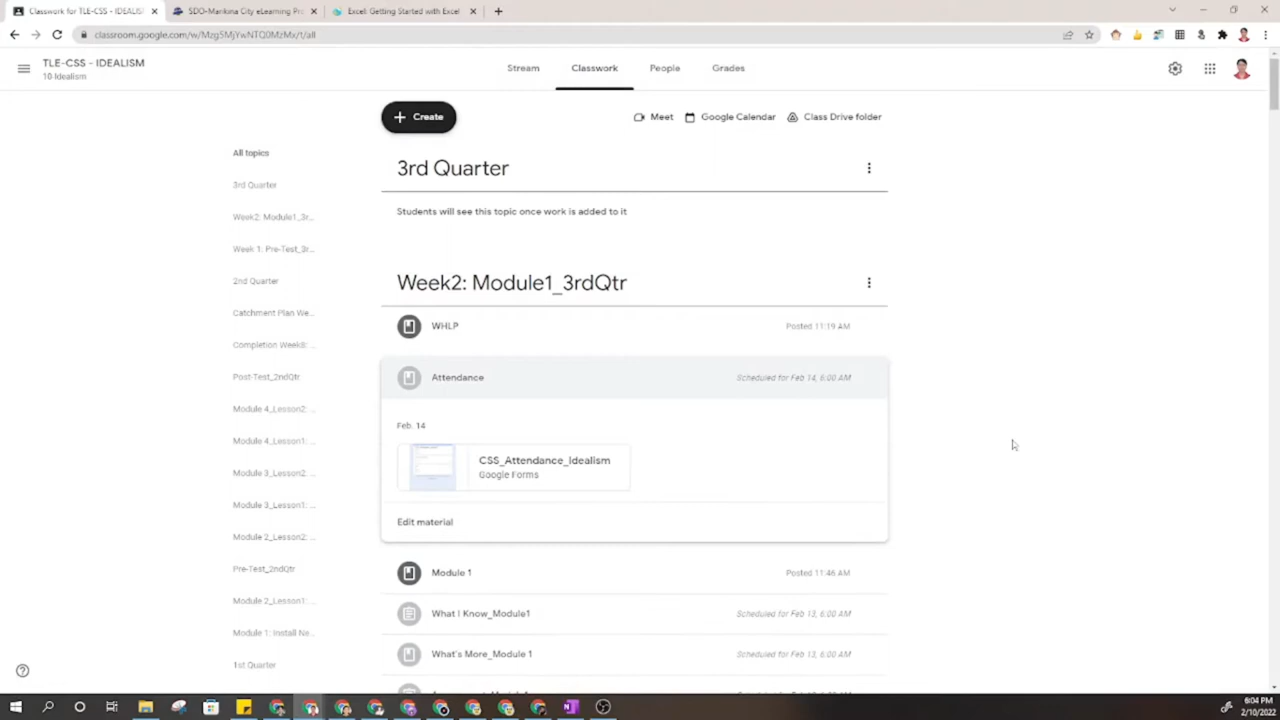 Classwork for TLE-CSS - IDEALIS
SDO-Marikina City eLearning Pro
Excel: Getting Started with Excel
classroom.google.com/w/Mzg5MjYwNTQ0MzMx/t/all
TLE-CSS - IDEALISM
10-Idealism
Stream
Classwork
People
Grades
Create
Meet
Google Calendar
Class Drive folder
All topics
3rd Quarter
Week2: Module1_3r...
Week 1: Pre-Test_3r...
2nd Quarter
Catchment Plan We...
Completion Week8: ...
Post-Test_2ndQtr
Module 4_Lesson2: ...
Module 4_Lesson1: ...
Module 3_Lesson2: ...
Module 3_Lesson1: ...
Module 2_Lesson2: ...
Pre-Test_2ndQtr
Module 2_Lesson1: ...
Module 1: Install Ne...
1st Quarter
3rd Quarter
Students will see this topic once work is added to it
Week2: Module1_3rdQtr
WHLP
Posted 11:19 AM
Attendance
Scheduled for Feb 14, 6:00 AM
Feb. 14
CSS_Attendance_Idealism
Google Forms
Edit material
Module 1
Posted 11:46 AM
What I Know_Module1
Scheduled for Feb 13, 6:00 AM
What's More_Module 1
Scheduled for Feb 13, 6:00 AM
6:04 PM
2/10/2022